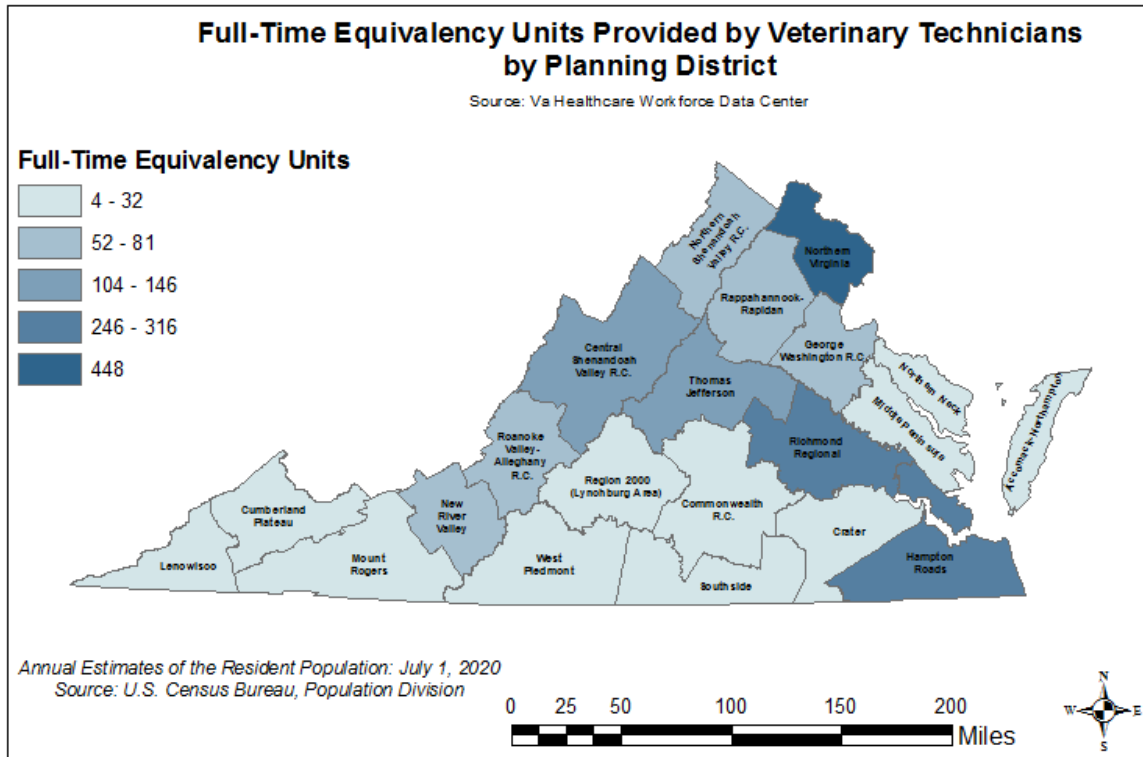 Full-Time Equivalency Units Provided by Veterinary Technicians
by Planning District
Source: Va Healthcare Workforce Data Center
Full-Time Equivalency Units
4 - 32
52 - 81
104 - 146
246 - 316
448
Northern
Shenandoah
Valley R.C.
Northern
Virginia
Rappahannock-
Rapidan
George
Washington R.C.
Central
Shenandoah
Valley R.C.
Thomas
Jefferson
Northern Neck
Middle Peninsula
Accomack-Northampton
Roanoke
Valley-
Alleghany
R.C.
Richmond
Regional
Region 2000
(Lynchburg Area)
Commonwealth
R.C.
New
River
Valley
Cumberland
Plateau
Crater
Hampton
Roads
Lenowisco
Mount
Rogers
West
Piedmont
Southside
Annual Estimates of the Resident Population: July 1, 2020
Source: U.S. Census Bureau, Population Division
0 25 50 100 150 200
Miles
N
W E
S